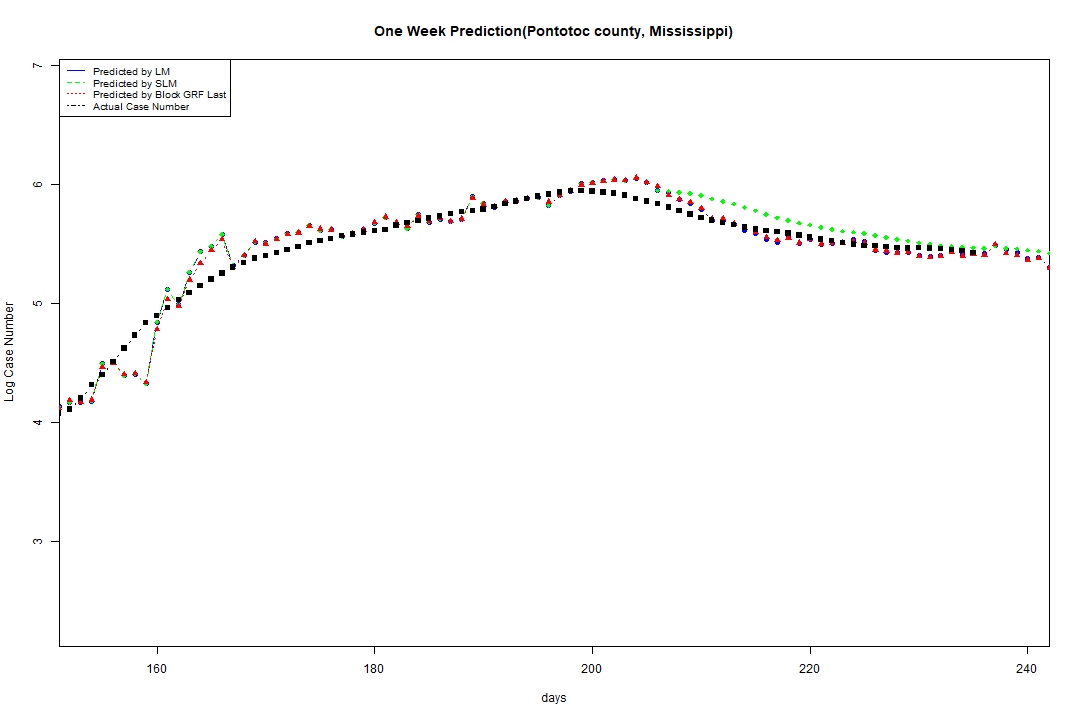 One Week Prediction(Pontotoc county, Mississippi)
Predicted by LM
Predicted by SLM
Predicted by Block GRF Last
Actual Case Number
7
6
5
4
3
Log Case Number
160 180 200 220 240
days